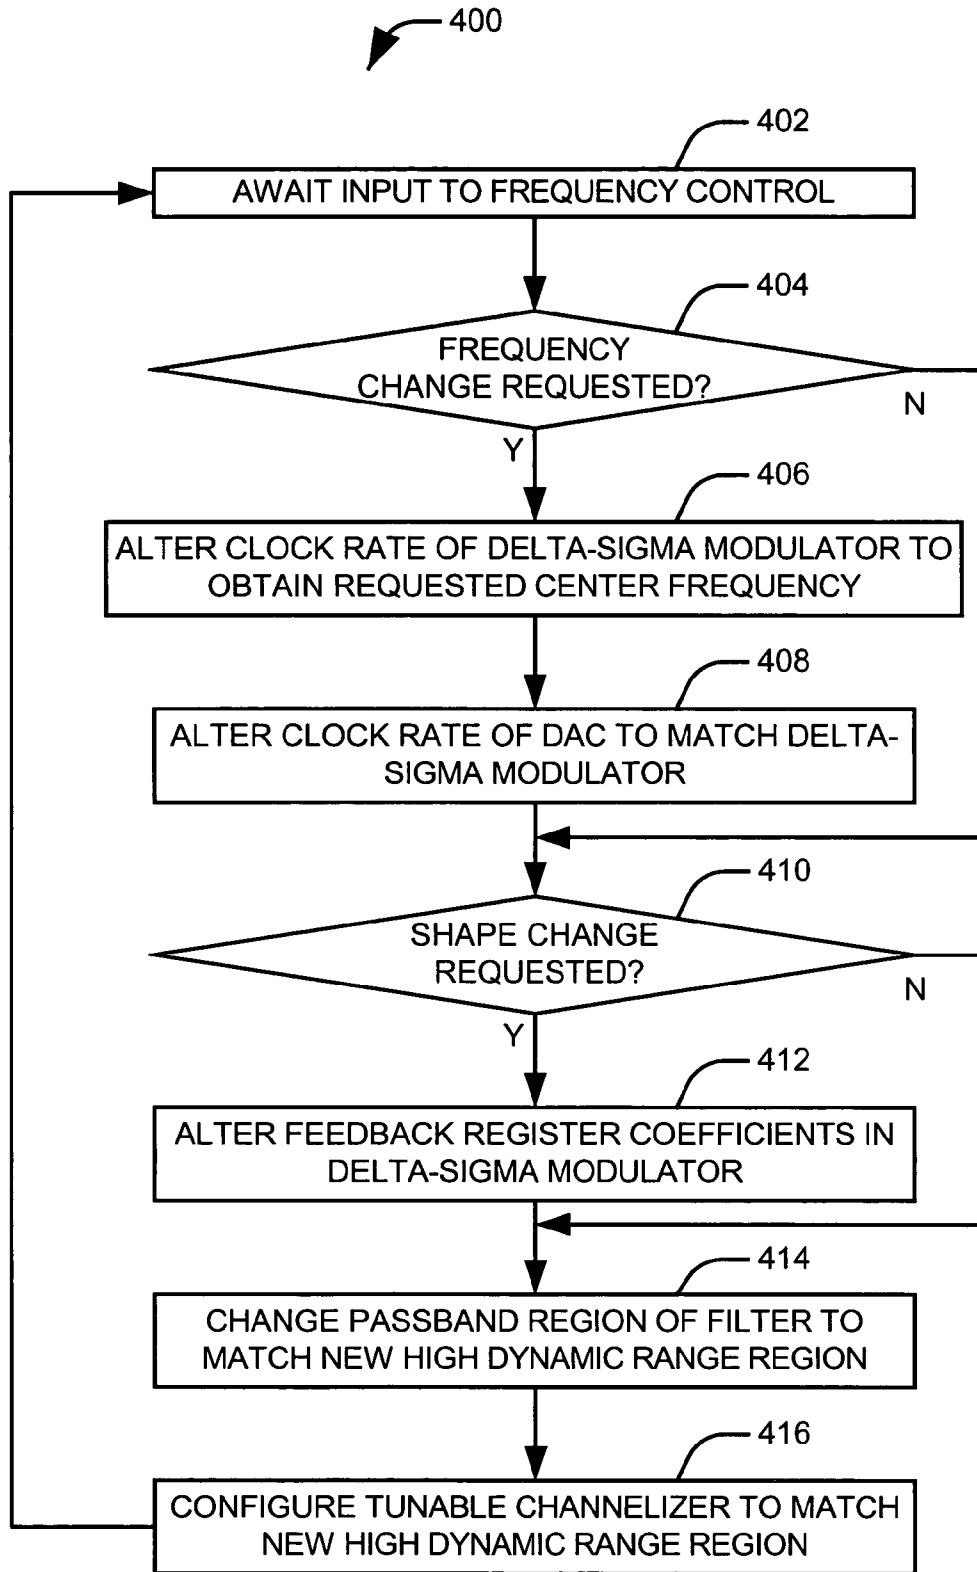 400
402
AWAIT INPUT TO FREQUENCY CONTROL
404
FREQUENCY
CHANGE REQUESTED?
N
Y
406
ALTER CLOCK RATE OF DELTA-SIGMA MODULATOR TO
OBTAIN REQUESTED CENTER FREQUENCY
408
ALTER CLOCK RATE OF DAC TO MATCH DELTA-
SIGMA MODULATOR
410
SHAPE CHANGE
REQUESTED?
N
Y
412
ALTER FEEDBACK REGISTER COEFFICIENTS IN
DELTA-SIGMA MODULATOR
414
CHANGE PASSBAND REGION OF FILTER TO
MATCH NEW HIGH DYNAMIC RANGE REGION
416
CONFIGURE TUNABLE CHANNELIZER TO MATCH
NEW HIGH DYNAMIC RANGE REGION